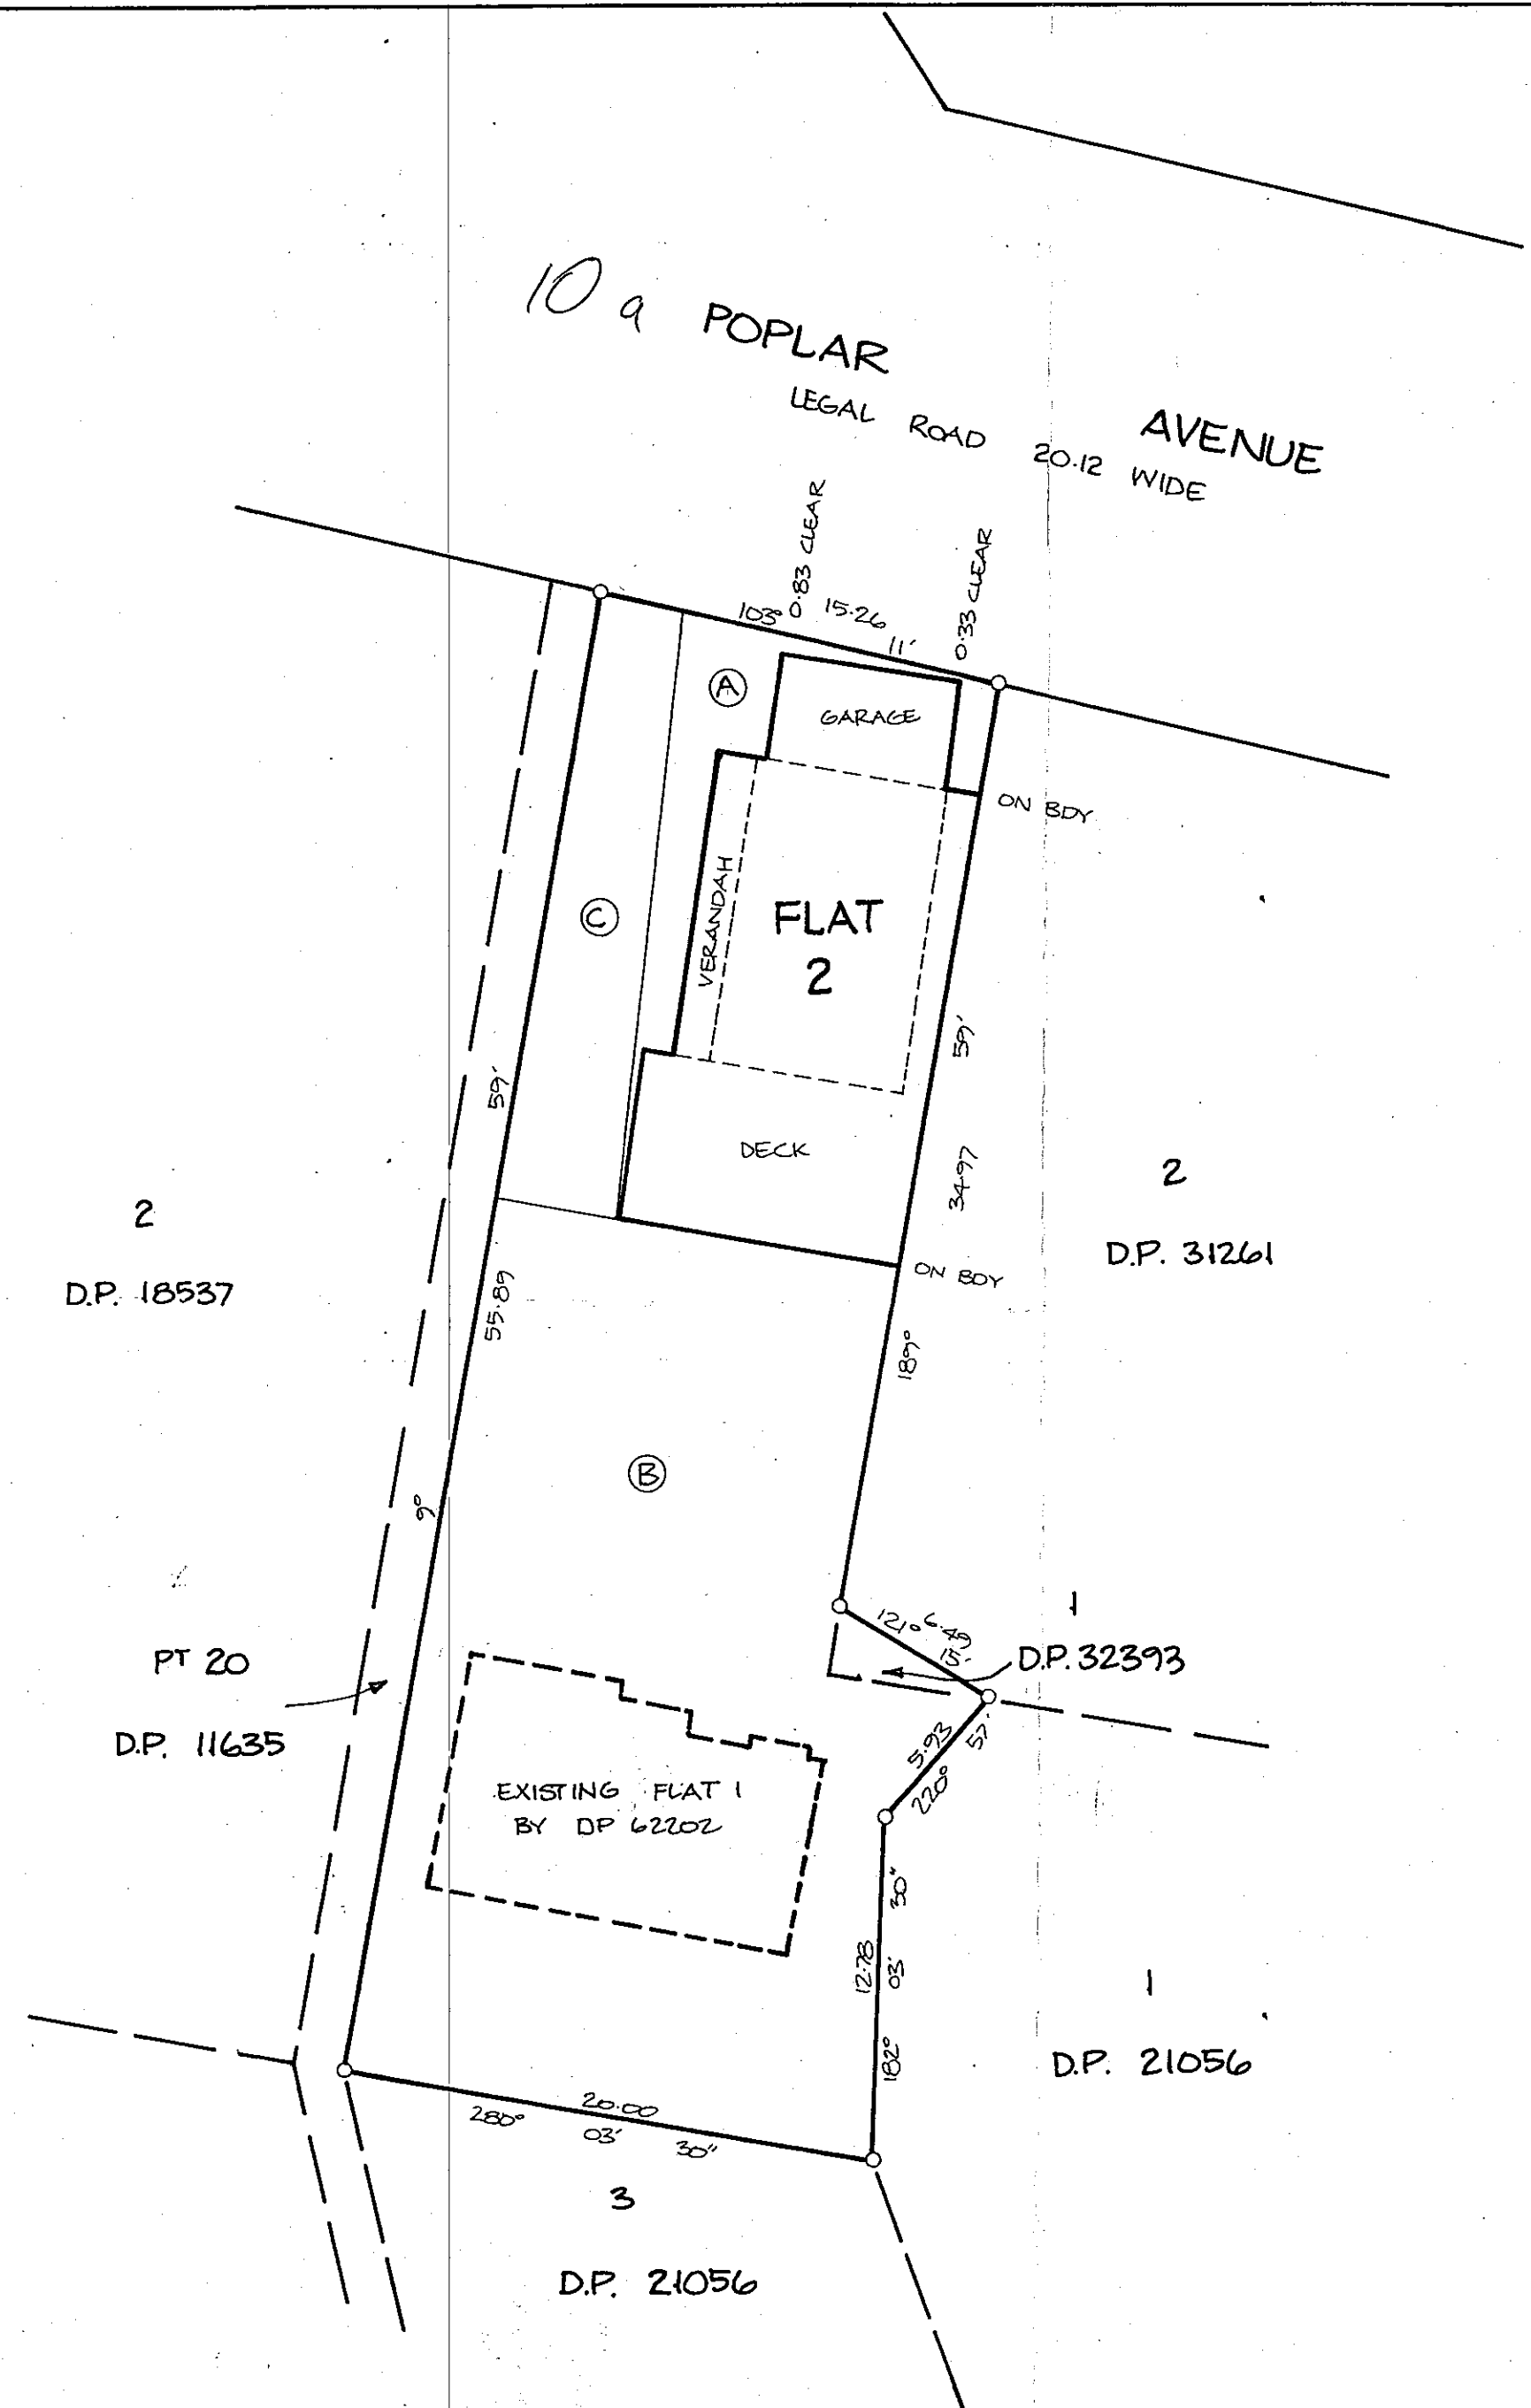 10 a POPLAR AVENUE
LEGAL ROAD 20.12 WIDE
0.83 CLEAR
0.33 CLEAR
103° 15.26 11'
A
GARAGE
ON BDY
C
VERANDAH
FLAT
2
59'
59'
DECK
34.97
2
D.P. 18537
2
D.P. 31261
ON BDY
55.89
189°
B
9°
PT 20
D.P. 11635
121° 6.49 15'
1
D.P. 32393
5.93
220° 57'
EXISTING FLAT 1
BY DP 62202
12.78
182° 03' 30"
1
D.P. 21056
20.00
280° 03' 30"
3
D.P. 21056